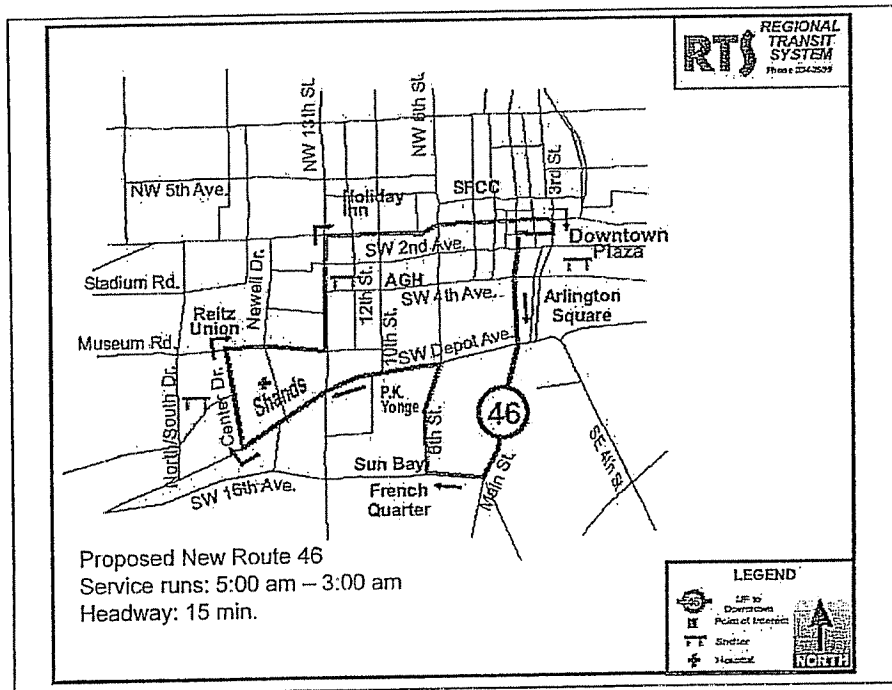 REGIONAL
TRANSIT
SYSTEM
RTS
NW 13th St.
NW 6th St.
3rd St.
NW 5th Ave.
SFCC
Holiday
Inn
SW 2nd Ave.
Downtown
Plaza
Stadium Rd.
Newell Dr.
12th St.
AGH
SW 4th Ave.
Arlington
Square
Reitz
Union
Museum Rd.
10th St.
SW Depot Ave.
North/South Dr.
Center Dr.
Shands
P.K.
Yonge
6th St.
46
SE 4th St.
Sun Bay
Main St.
SW 16th Ave.
French
Quarter
Proposed New Route 46
Service runs: 5:00 am – 3:00 am
Headway: 15 min.
LEGEND
Downtown
Point of Interest
Shelter
Hospital
NORTH